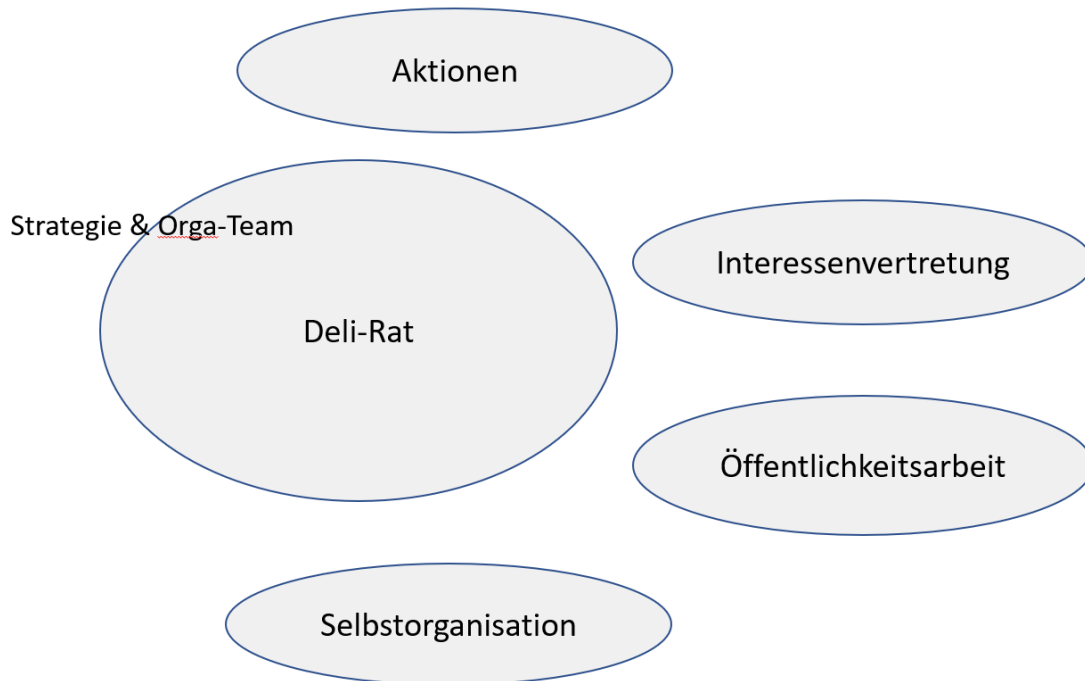 Aktionen
Strategie & Orga-Team
Interessenvertretung
Deli-Rat
Öffentlichkeitsarbeit
Selbstorganisation